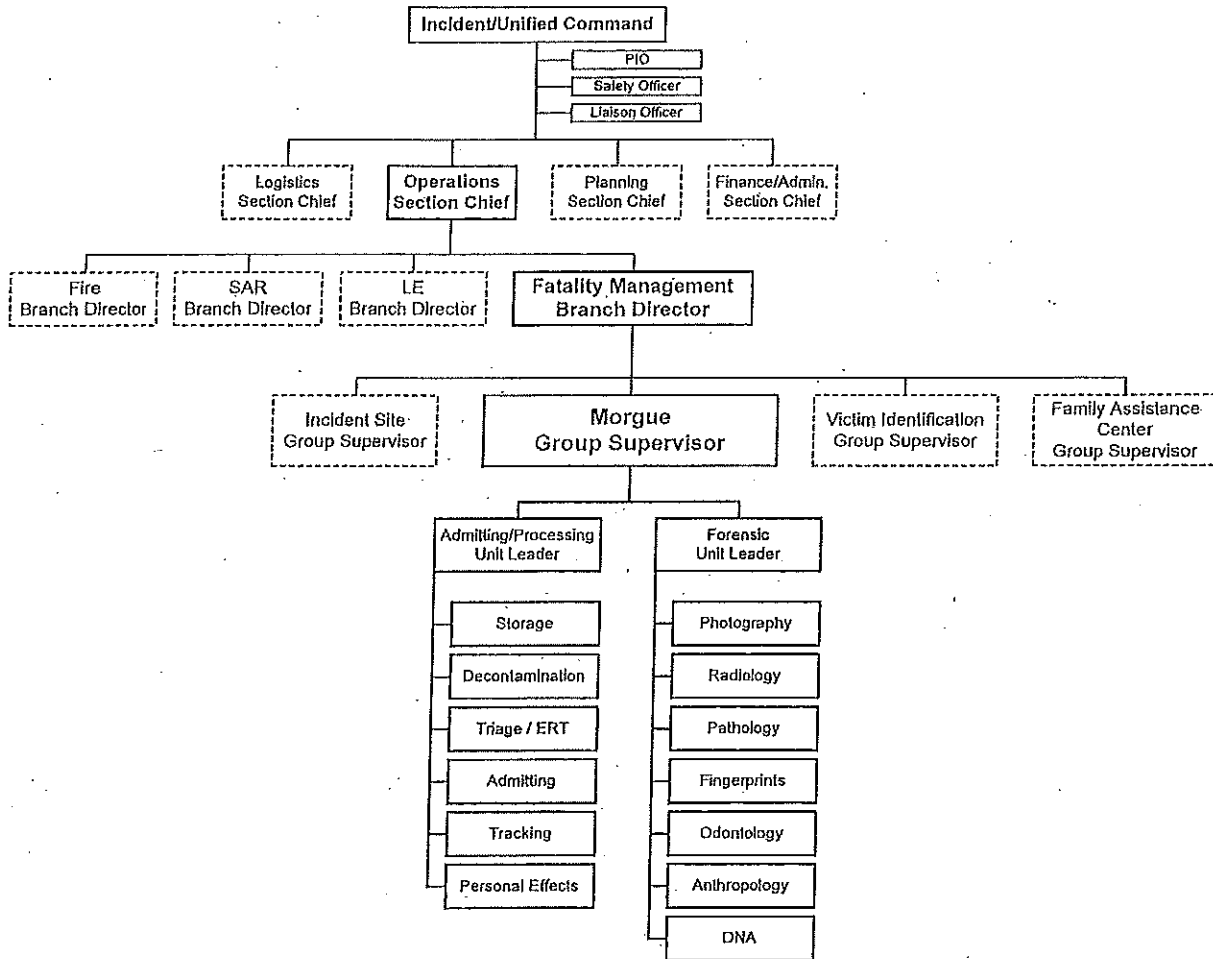 Incident/Unified Command
PIO
Safety Officer
Liaison Officer
Logistics
Section Chief
Operations
Section Chief
Planning
Section Chief
Finance/Admin.
Section Chief
Fire
Branch Director
SAR
Branch Director
LE
Branch Director
Fatality Management
Branch Director
Incident Site
Group Supervisor
Morgue
Group Supervisor
Victim Identification
Group Supervisor
Family Assistance
Center
Group Supervisor
Admitting/Processing
Unit Leader
Storage
Decontamination
Triage / ERT
Admitting
Tracking
Personal Effects
Forensic
Unit Leader
Photography
Radiology
Pathology
Fingerprints
Odontology
Anthropology
DNA